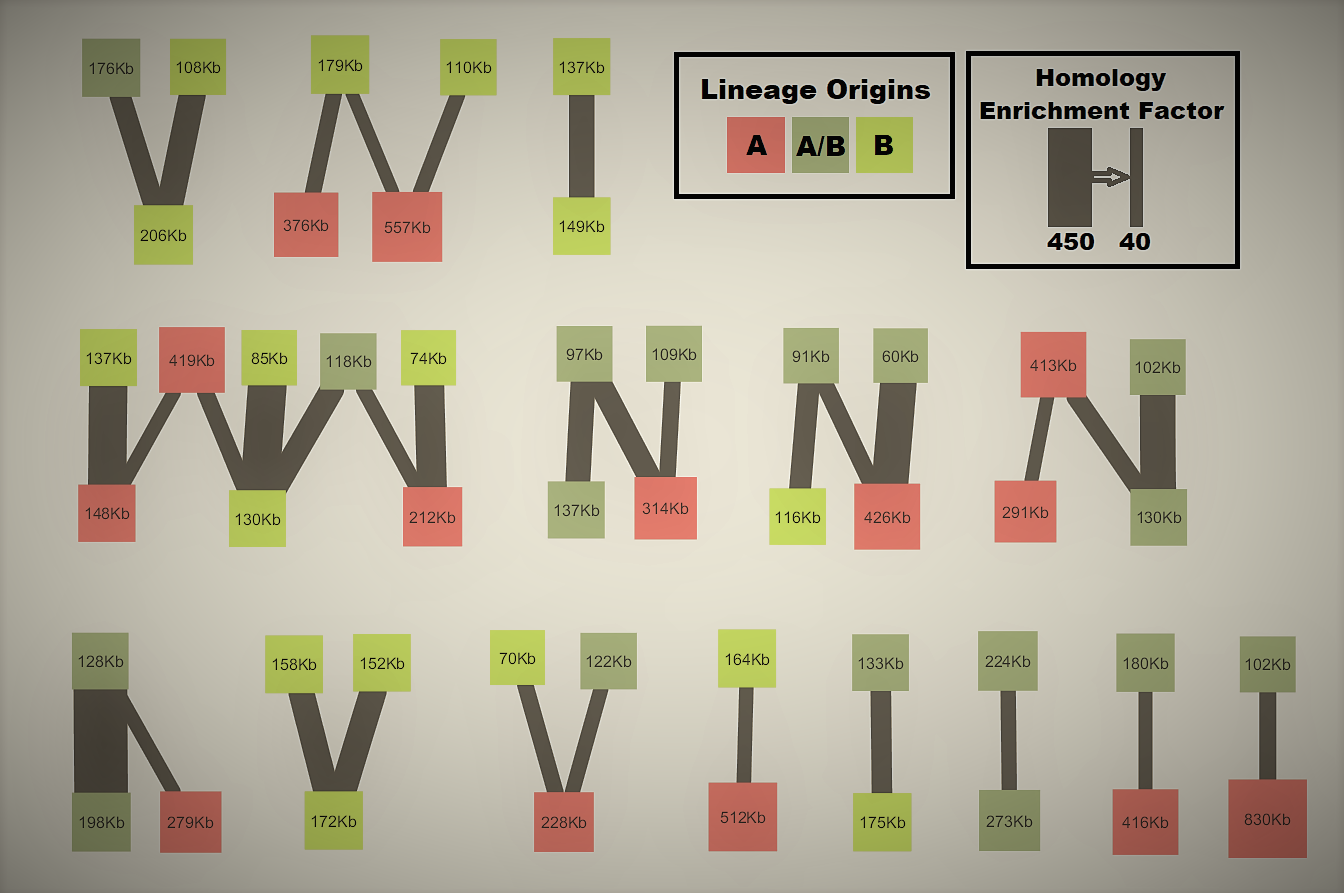 176Kb 108Kb 179Kb 110Kb 137Kb
206Kb 376Kb 557Kb 149Kb
Lineage Origins
A A/B B
Homology
Enrichment Factor
450 40
137Kb 419Kb 85Kb 118Kb 74Kb 97Kb 109Kb 91Kb 60Kb 413Kb 102Kb
148Kb 130Kb 212Kb 137Kb 314Kb 116Kb 426Kb 291Kb 130Kb
128Kb 158Kb 152Kb 70Kb 122Kb 164Kb 133Kb 224Kb 180Kb 102Kb
198Kb 279Kb 172Kb 228Kb 512Kb 175Kb 273Kb 416Kb 830Kb